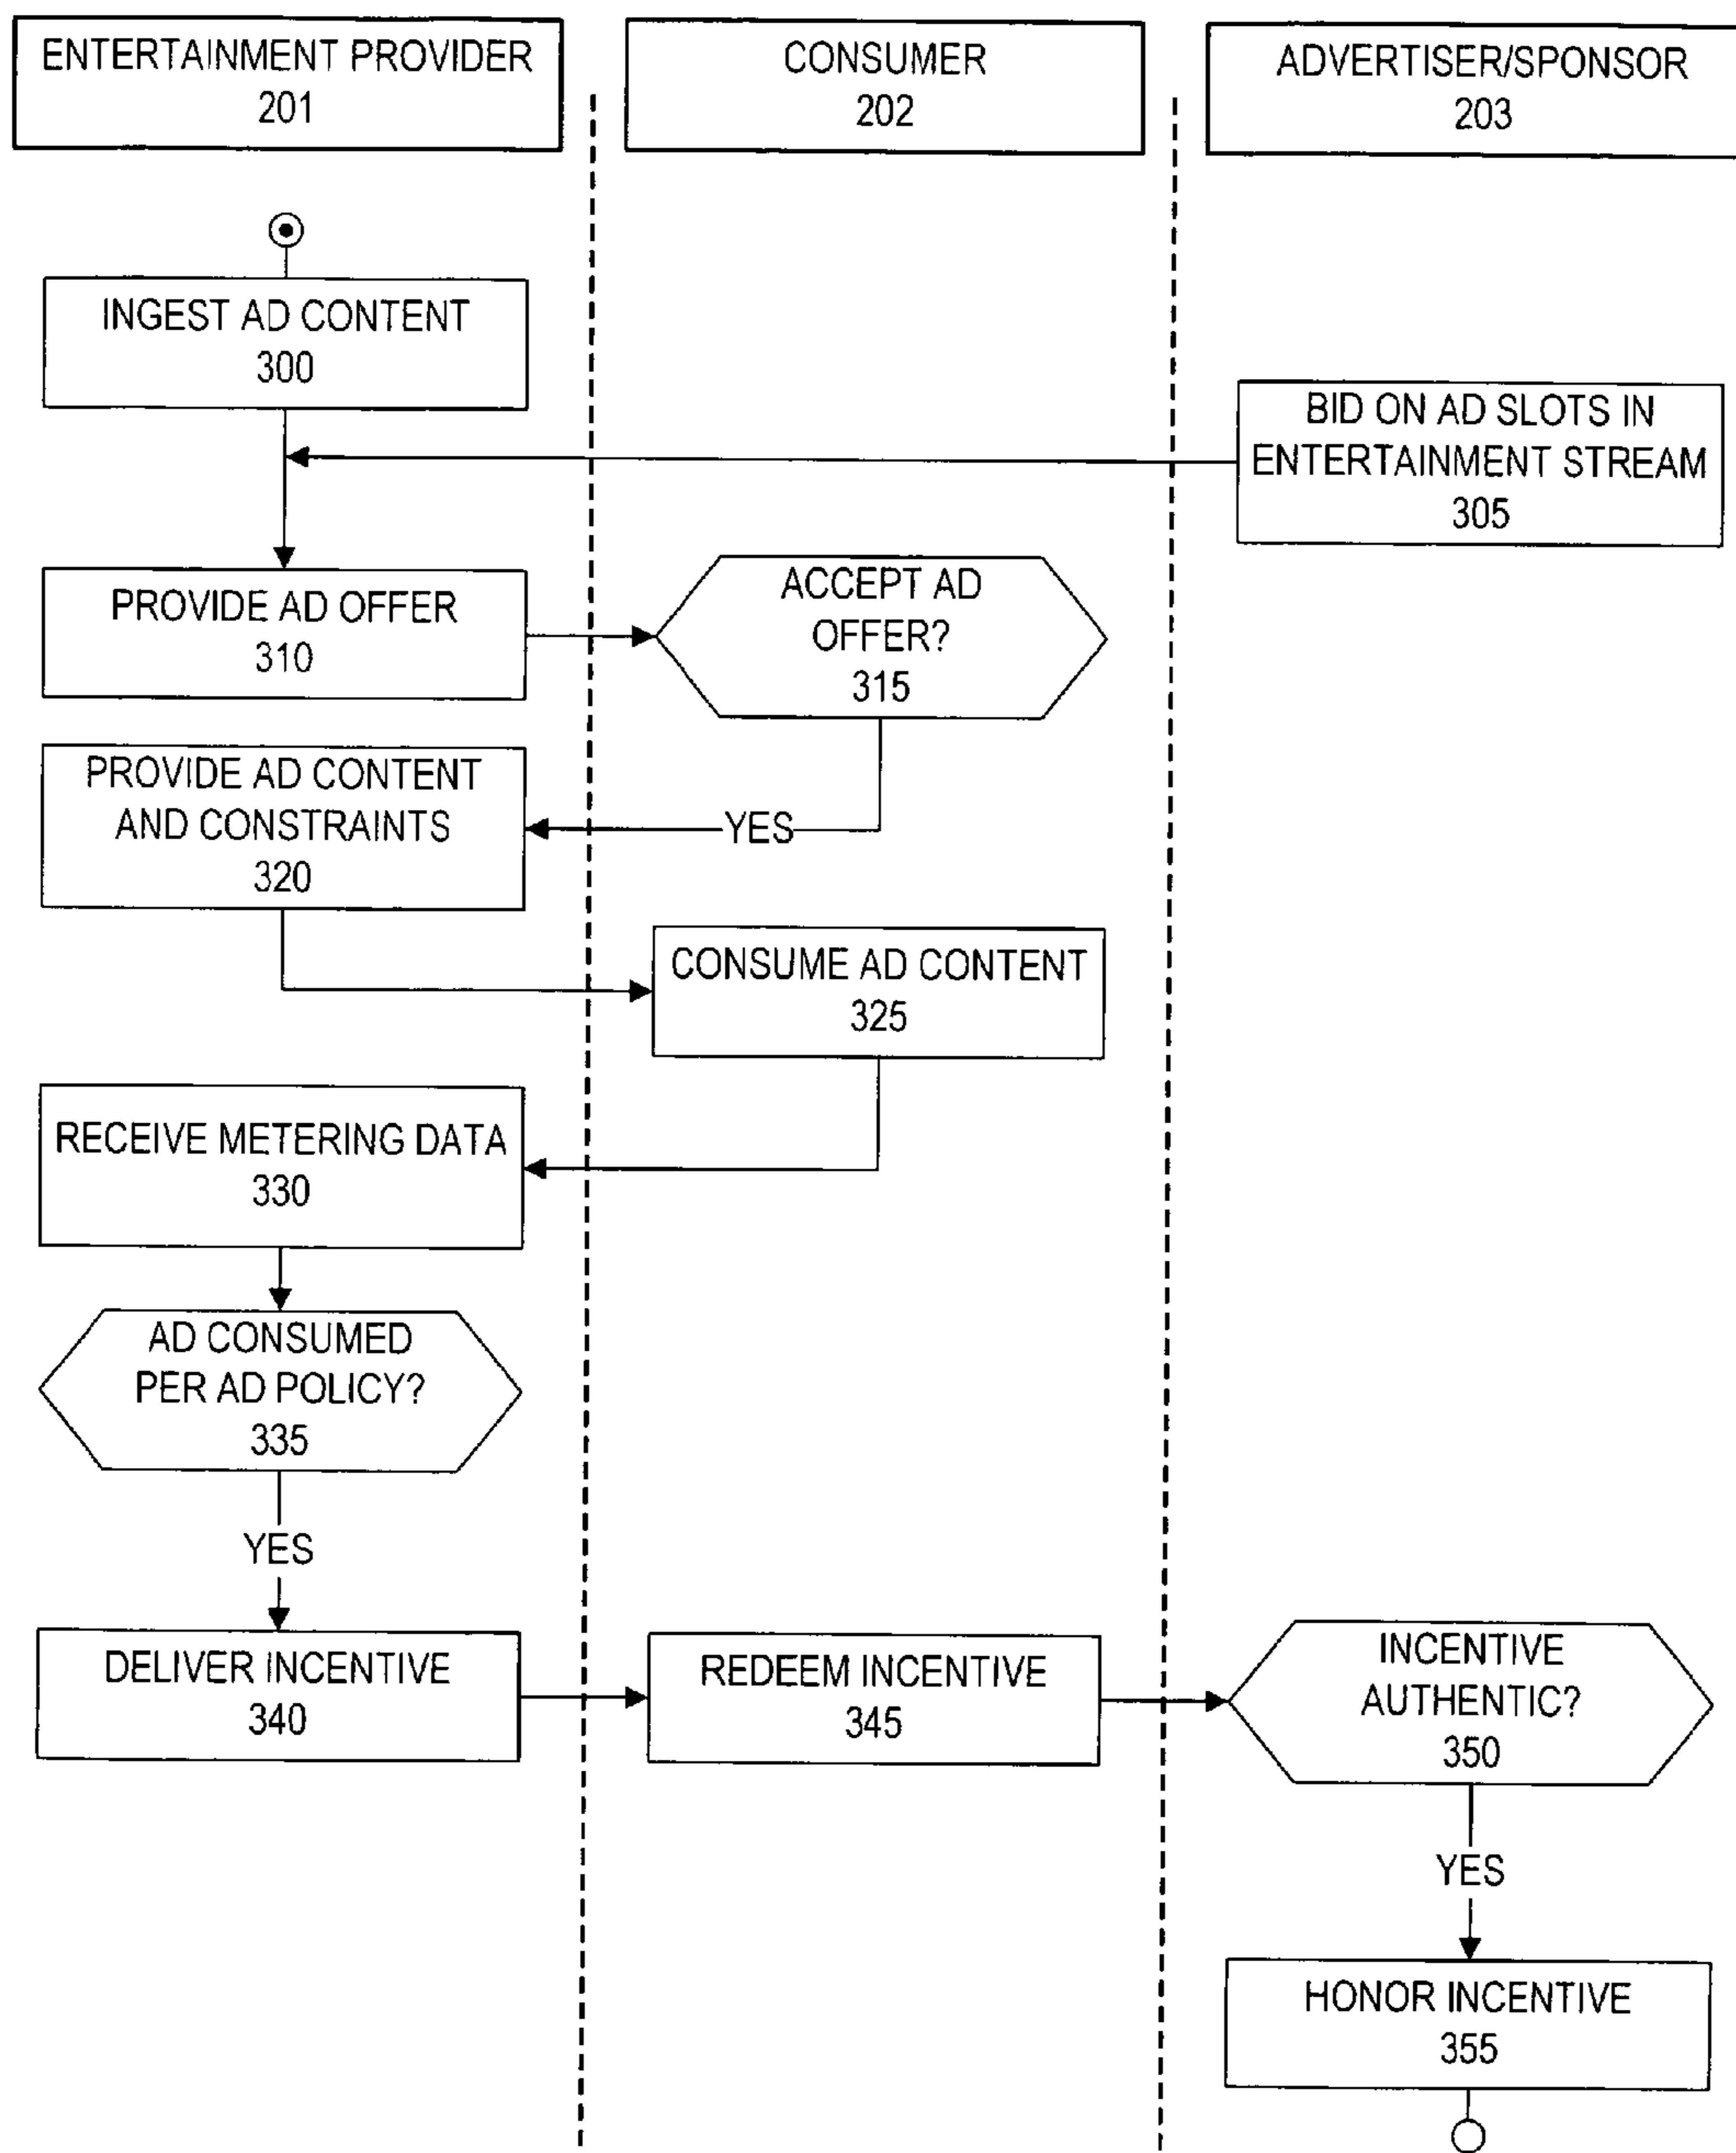 ENTERTAINMENT PROVIDER
201
CONSUMER
202
ADVERTISER/SPONSOR
203
INGEST AD CONTENT
300
BID ON AD SLOTS IN
ENTERTAINMENT STREAM
305
PROVIDE AD OFFER
310
ACCEPT AD
OFFER?
315
PROVIDE AD CONTENT
AND CONSTRAINTS
320
YES
CONSUME AD CONTENT
325
RECEIVE METERING DATA
330
AD CONSUMED
PER AD POLICY?
335
YES
DELIVER INCENTIVE
340
REDEEM INCENTIVE
345
INCENTIVE
AUTHENTIC?
350
YES
HONOR INCENTIVE
355